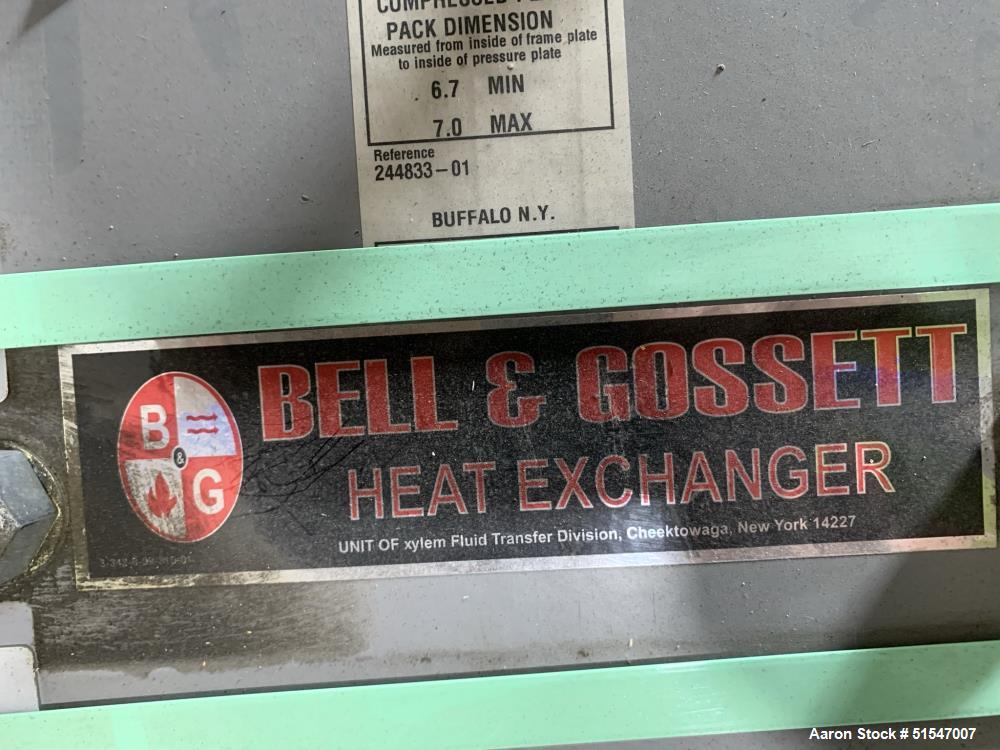 PACK DIMENSION
Measured from inside of frame plate
to inside of pressure plate
6.7 MIN
7.0 MAX
Reference
244833-01
BUFFALO N.Y.
B
& G
BELL & GOSSETT
HEAT EXCHANGER
UNIT OF xylem Fluid Transfer Division, Cheektowaga, New York 14227
Aaron Stock # 51547007